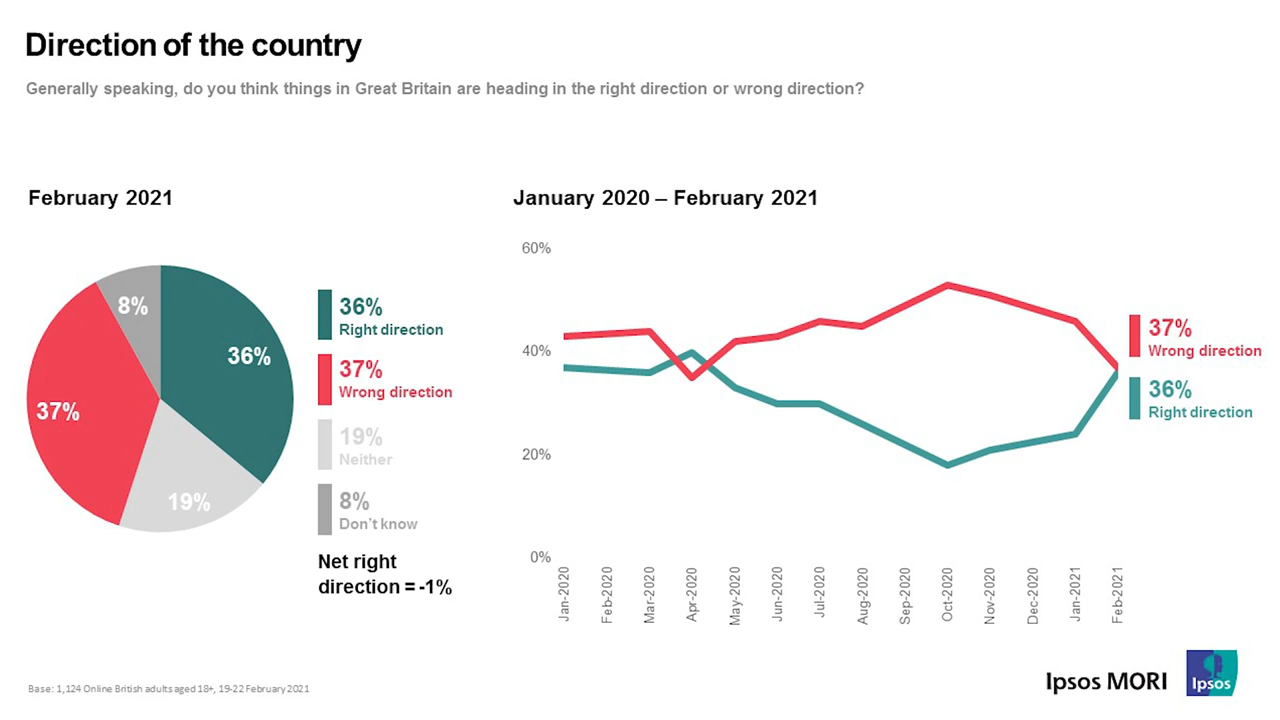 Direction of the country
Generally speaking, do you think things in Great Britain are heading in the right direction or wrong direction?
February 2021
8%
36%
37%
19%
36%
Right direction
37%
Wrong direction
19%
Neither
8%
Don't know
Net right
direction = -1%
January 2020 – February 2021
60%
40%
20%
0%
Jan-2020
Feb-2020
Mar-2020
Apr-2020
May-2020
Jun-2020
Jul-2020
Aug-2020
Sep-2020
Oct-2020
Nov-2020
Dec-2020
Jan-2021
Feb-2021
37%
Wrong direction
36%
Right direction
Base: 1,124 Online British adults aged 18+, 19-22 February 2021
Ipsos MORI
Ipsos